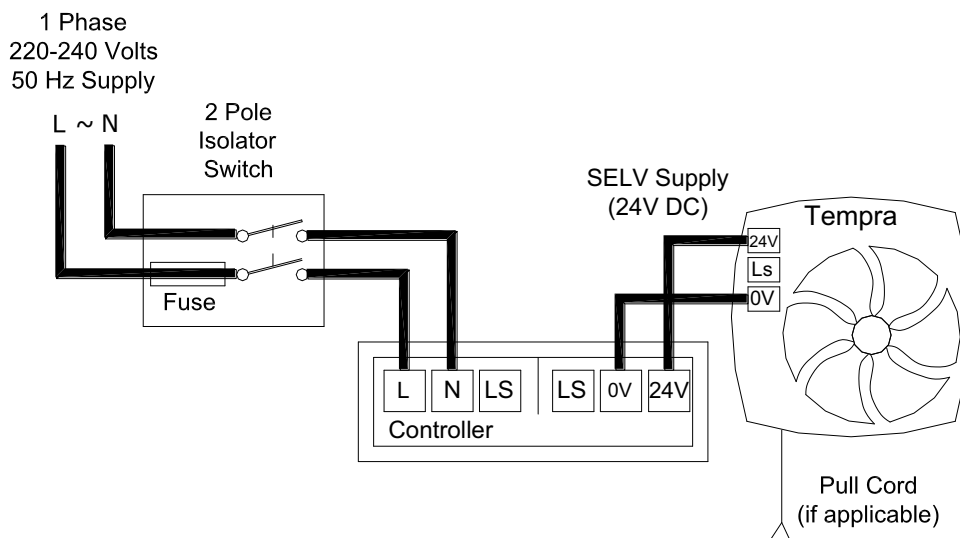 1 Phase
220-240 Volts
50 Hz Supply
L ~ N
2 Pole
Isolator
Switch
Fuse
SELV Supply
(24V DC)
Tempra
24V
Ls
0V
L N LS LS 0V 24V
Controller
Pull Cord
(if applicable)